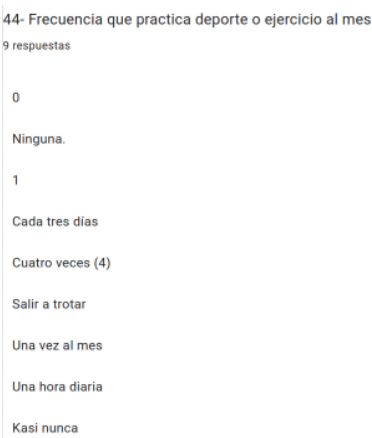 44- Frecuencia que practica deporte o ejercicio al mes
9 respuestas
0
Ninguna.
1
Cada tres días
Cuatro veces (4)
Salir a trotar
Una vez al mes
Una hora diaria
Kasi nunca